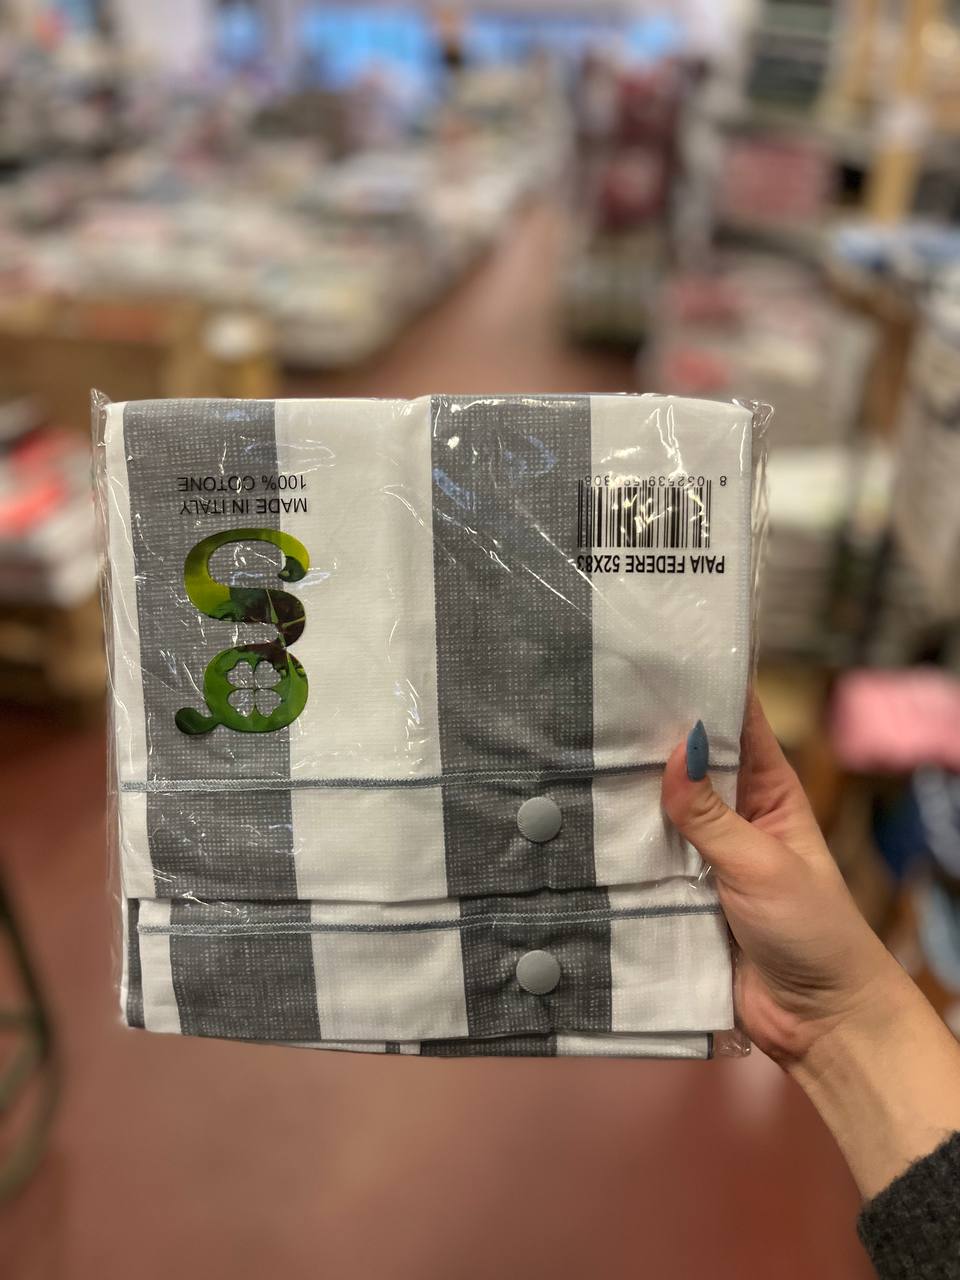 PAIA FEDERE 52X83
MADE IN ITALY
100% COTONE